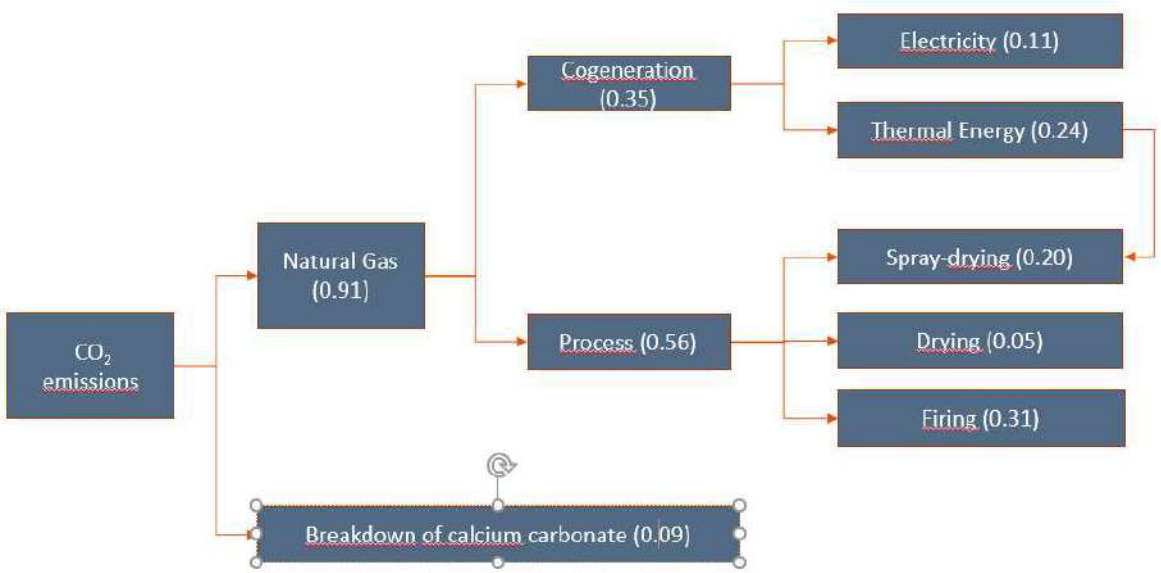 CO₂
emissions
Natural Gas
(0.91)
Breakdown of calcium carbonate (0.09)
Cogeneration
(0.35)
Process (0.56)
Electricity (0.11)
Thermal Energy (0.24)
Spray-drying (0.20)
Drying (0.05)
Firing (0.31)